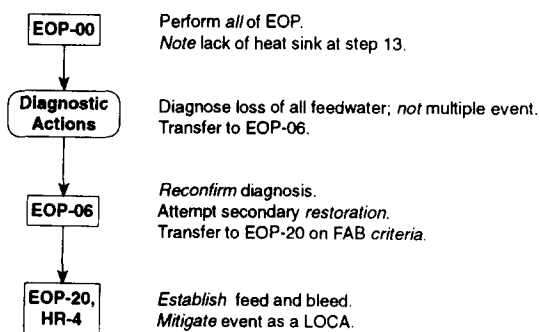 EOP-00
Perform all of EOP.
Note lack of heat sink at step 13.
Diagnostic
Actions
Diagnose loss of all feedwater; not multiple event.
Transfer to EOP-06.
EOP-06
Reconfirm diagnosis.
Attempt secondary restoration.
Transfer to EOP-20 on FAB criteria.
EOP-20,
HR-4
Establish feed and bleed.
Mitigate event as a LOCA.